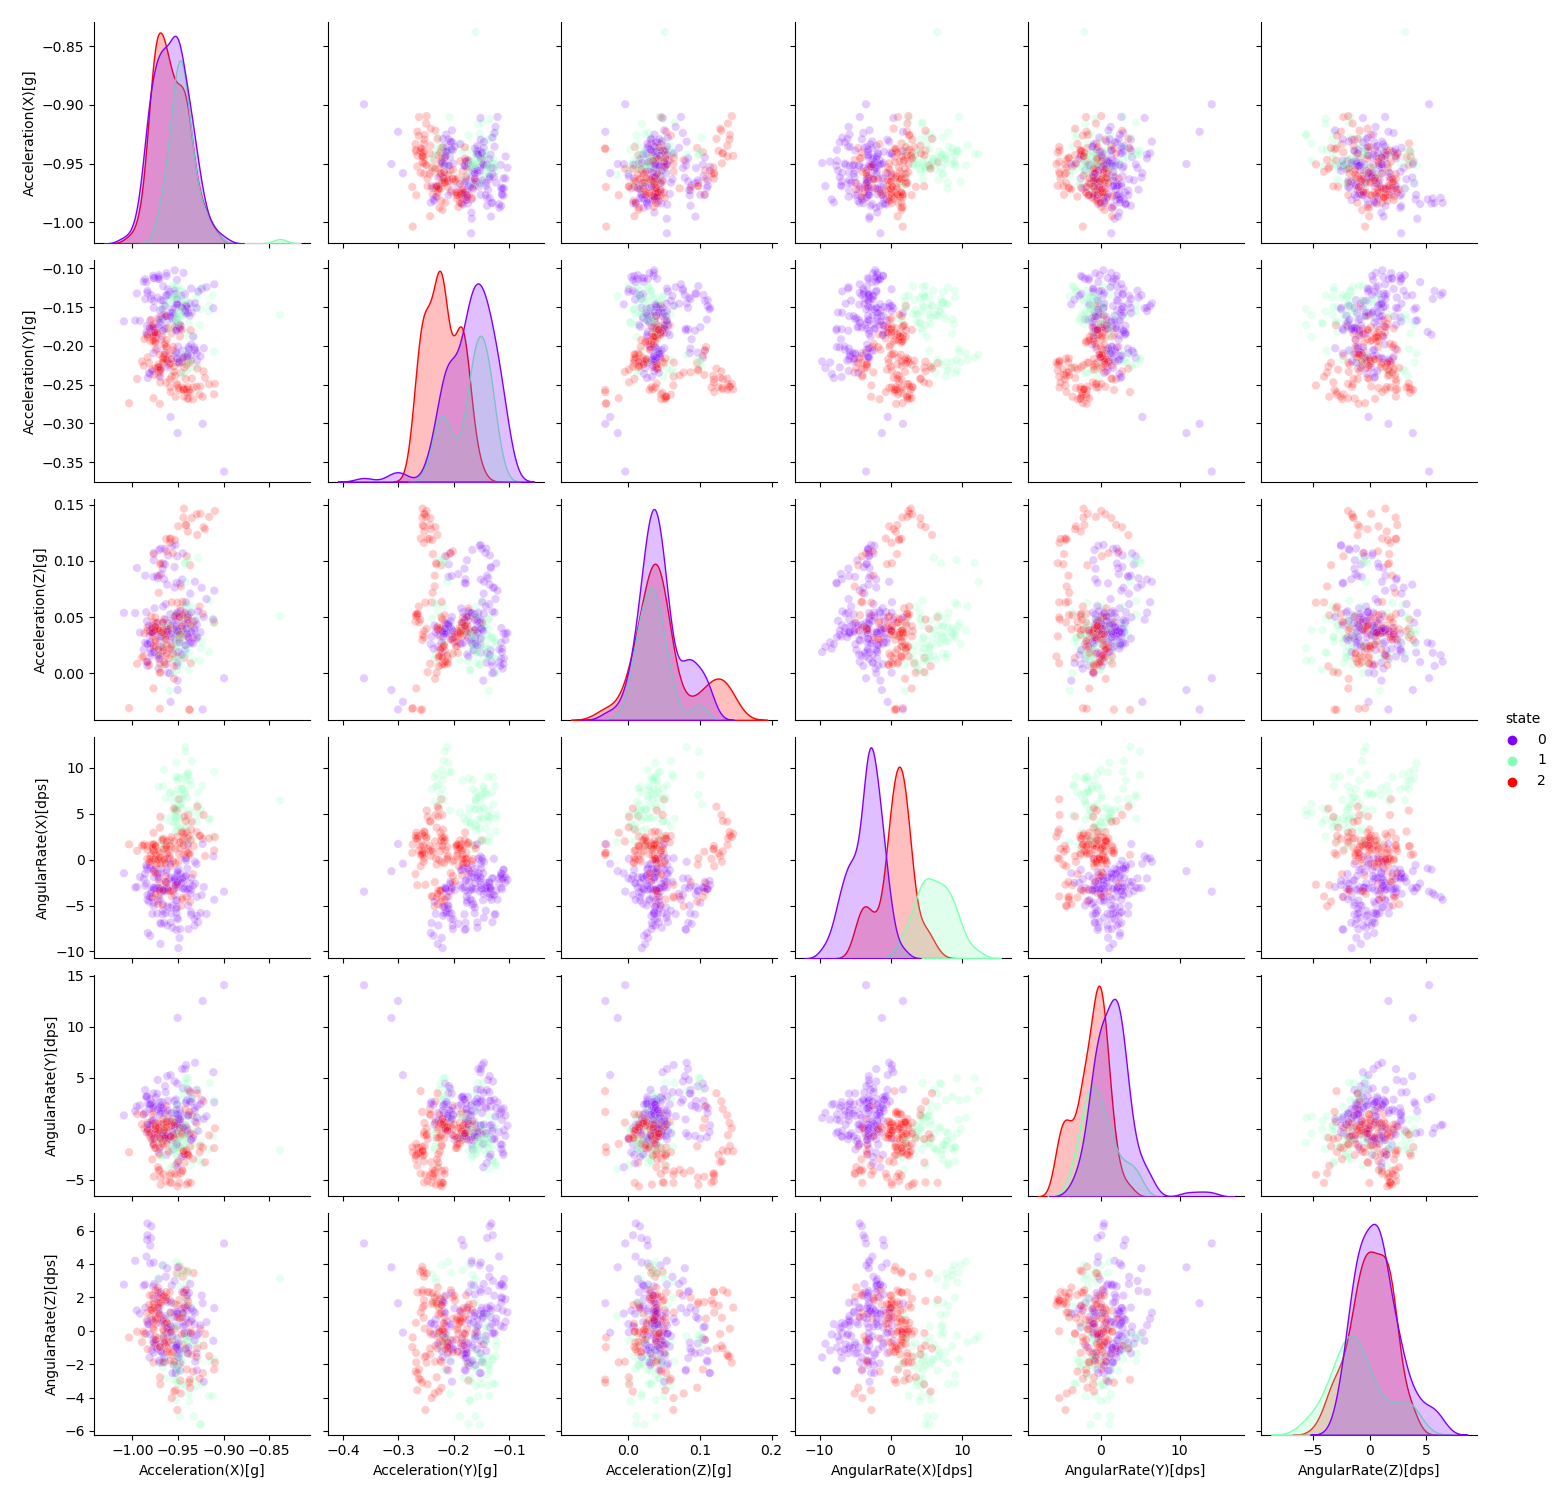 Acceleration(X)[g]
−0.85
−0.90
−0.95
−1.00
Acceleration(Y)[g]
−0.10
−0.15
−0.20
−0.25
−0.30
−0.35
Acceleration(Z)[g]
0.15
0.10
0.05
0.00
AngularRate(X)[dps]
10
5
0
−5
−10
AngularRate(Y)[dps]
15
10
5
0
−5
AngularRate(Z)[dps]
6
4
2
0
−2
−4
−6
−1.00 −0.95 −0.90 −0.85
Acceleration(X)[g]
−0.4 −0.3 −0.2 −0.1
Acceleration(Y)[g]
0.0 0.1 0.2
Acceleration(Z)[g]
−10 0 10
AngularRate(X)[dps]
0 10
AngularRate(Y)[dps]
−5 0 5
AngularRate(Z)[dps]
state
0
1
2